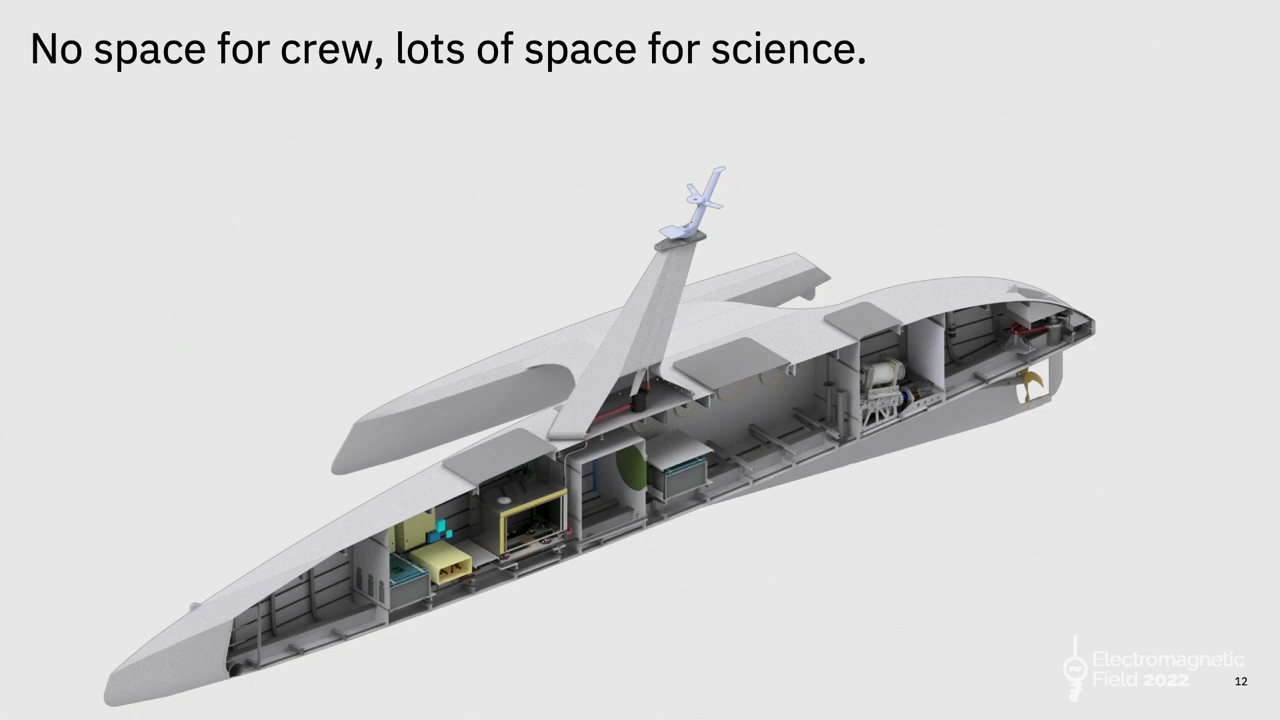 No space for crew, lots of space for science.
Electromagnetic
Field 2022
12